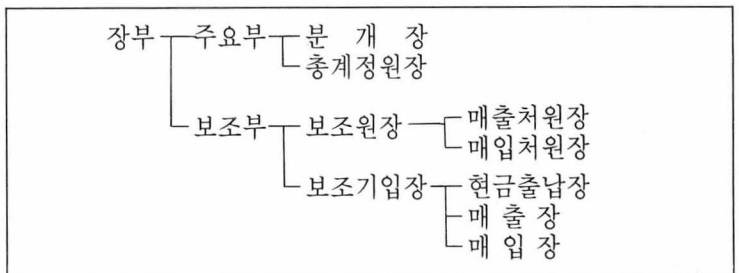 장부 주요부 분 개 장
총계정원장
보조부 보조원장 매출처원장
매입처원장
보조기입장 현금출납장
매 출 장
매 입 장